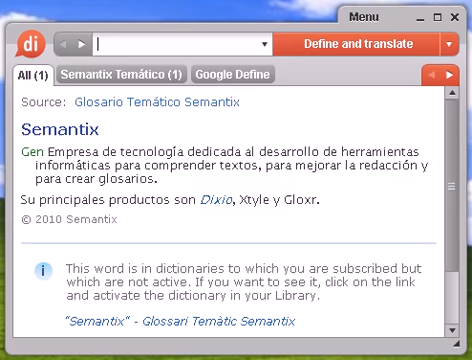 Menu
di
Define and translate
All (1)
Semantix Temático (1)
Google Define
Source: Glosario Temático Semantix
Semantix
Gen Empresa de tecnología dedicada al desarrollo de herramientas
informáticas para comprender textos, para mejorar la redacción y
para crear glosarios.
Su principales productos son Dixio, Xtyle y Gloxr.
© 2010 Semantix
i
This word is in dictionaries to which you are subscribed but
which are not active. If you want to see it, click on the link
and activate the dictionary in your Library.
"Semantix" - Glossari Temàtic Semantix